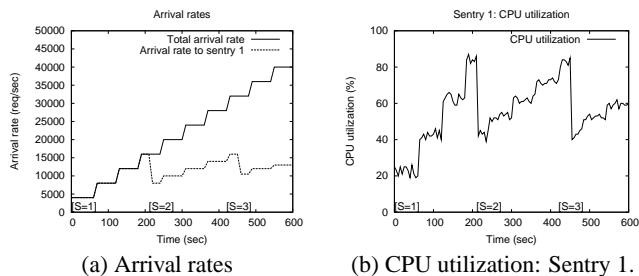 Arrival rates
50000
45000
40000
35000
30000
25000
20000
15000
10000
5000
0
Arrival rate (req/sec)
Total arrival rate
Arrival rate to sentry 1
[S=1]
[S=2]
[S=3]
0 100 200 300 400 500 600
Time (sec)
(a) Arrival rates
Sentry 1: CPU utilization
100
80
60
40
20
0
CPU utilization (%)
CPU utilization
[S=1]
[S=2]
[S=3]
0 100 200 300 400 500 600
Time (sec)
(b) CPU utilization: Sentry 1.